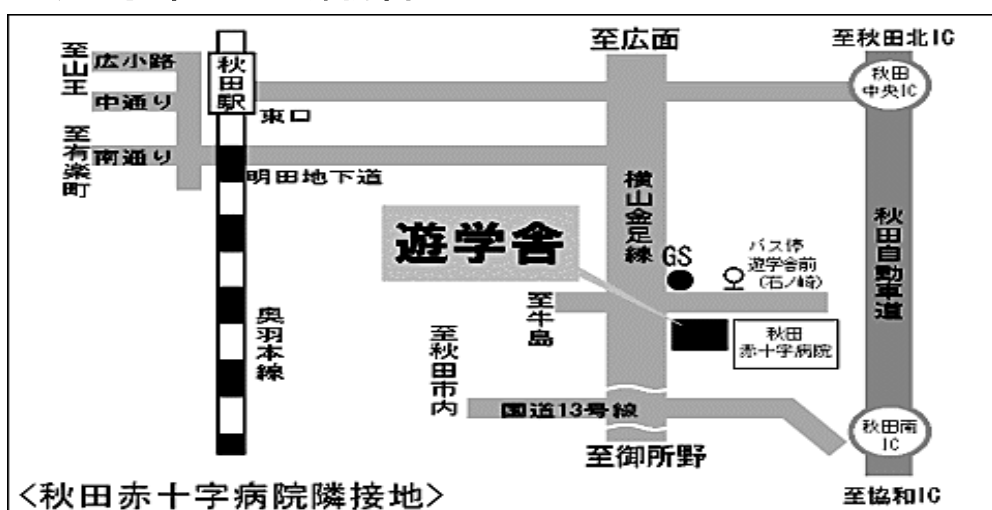 至広面
至秋田北IC
至山王
広小路
秋田駅
秋田
中央IC
中通り
東口
至有楽町
南通り
明田地下道
横山金足線
秋田自動車道
遊学舎
GS
バス停
遊学舎前
(石ノ崎)
至牛島
奥羽本線
至秋田市内
秋田
赤十字病院
国道13号線
秋田南
IC
至御所野
<秋田赤十字病院隣接地>
至協和IC